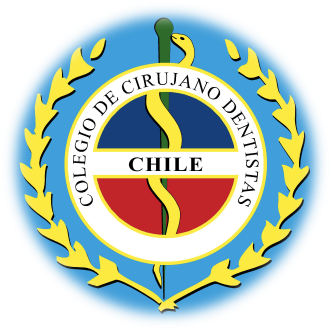 COLEGIO DE CIRUJANO DENTISTAS
CHILE